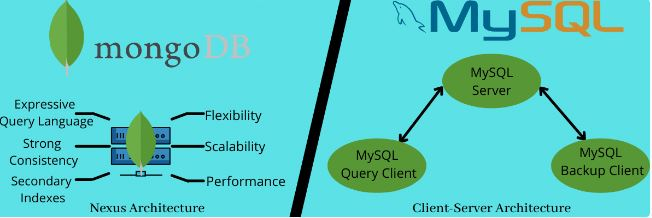 mongoDB
Expressive
Query Language
Strong
Consistency
Secondary
Indexes
Flexibility
Scalability
Performance
Nexus Architecture
MySQL
MySQL
Server
MySQL
Query Client
MySQL
Backup Client
Client-Server Architecture